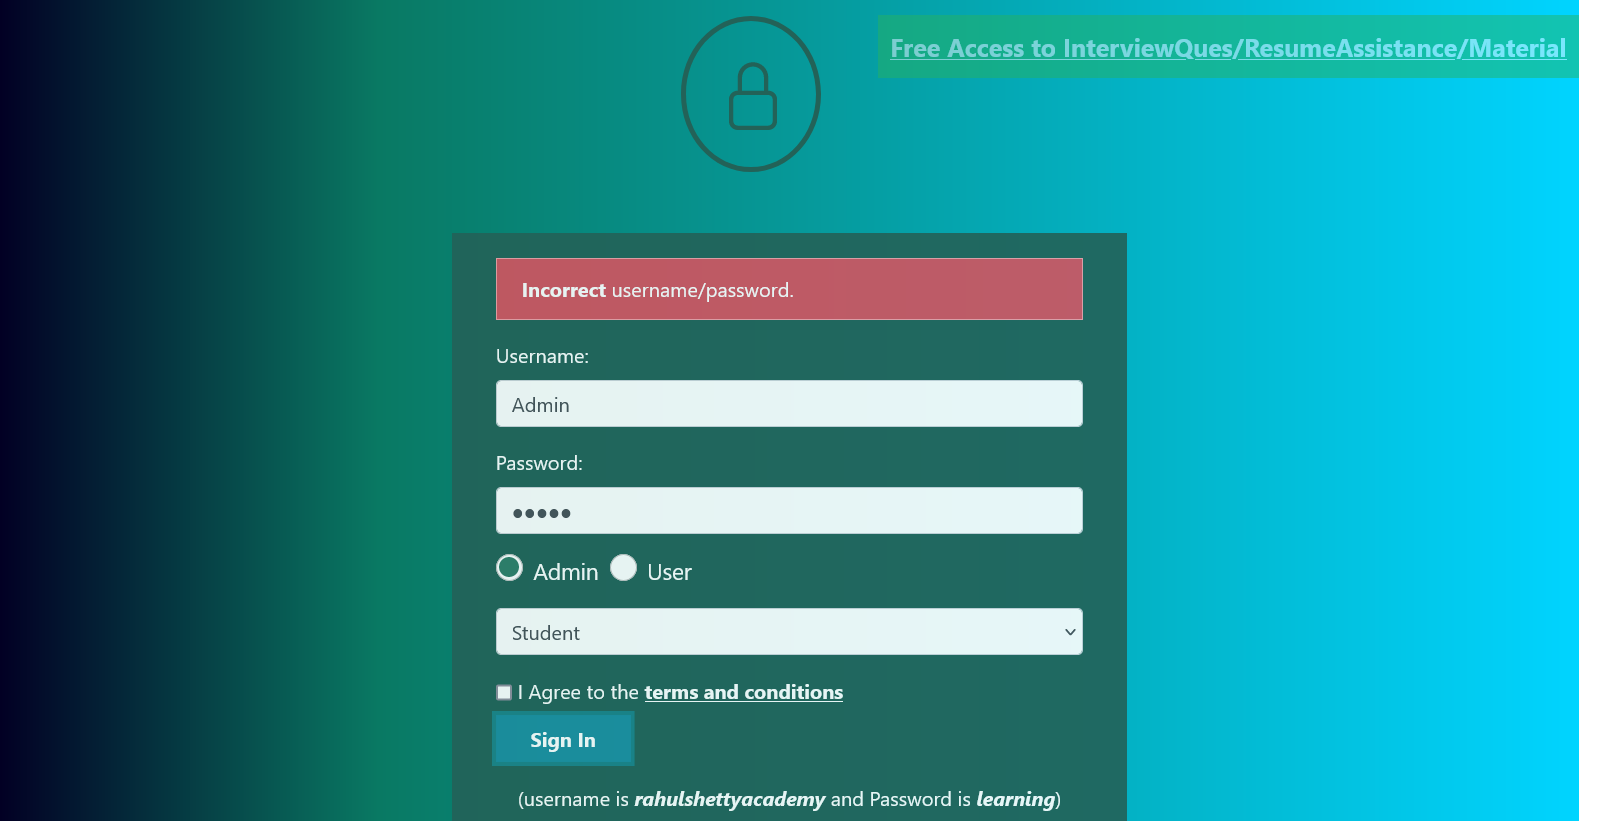 Free Access to InterviewQues/ResumeAssistance/Material
Incorrect username/password.
Username:
Admin
Password:
•••••
Admin User
Student
I Agree to the terms and conditions
Sign In
(username is rahulshettyacademy and Password is learning)